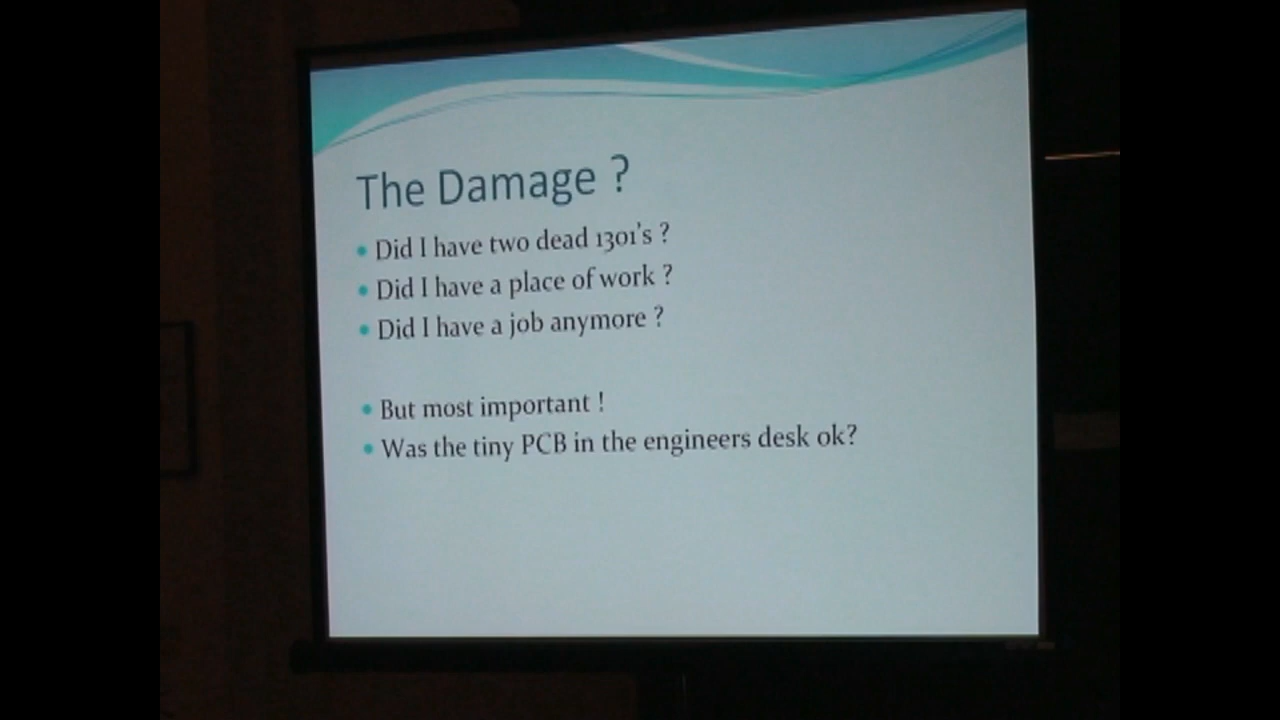 The Damage ?
• Did I have two dead 1301's ?
• Did I have a place of work ?
• Did I have a job anymore ?
• But most important !
• Was the tiny PCB in the engineers desk ok?